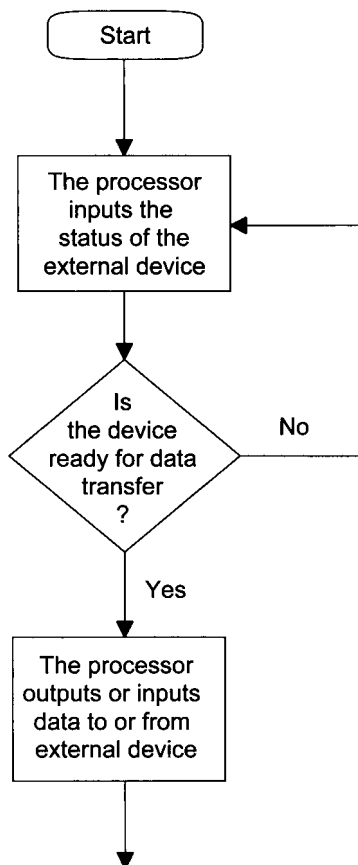 Start
The processor
inputs the
status of the
external device
Is
the device
ready for data
transfer
?
No
Yes
The processor
outputs or inputs
data to or from
external device